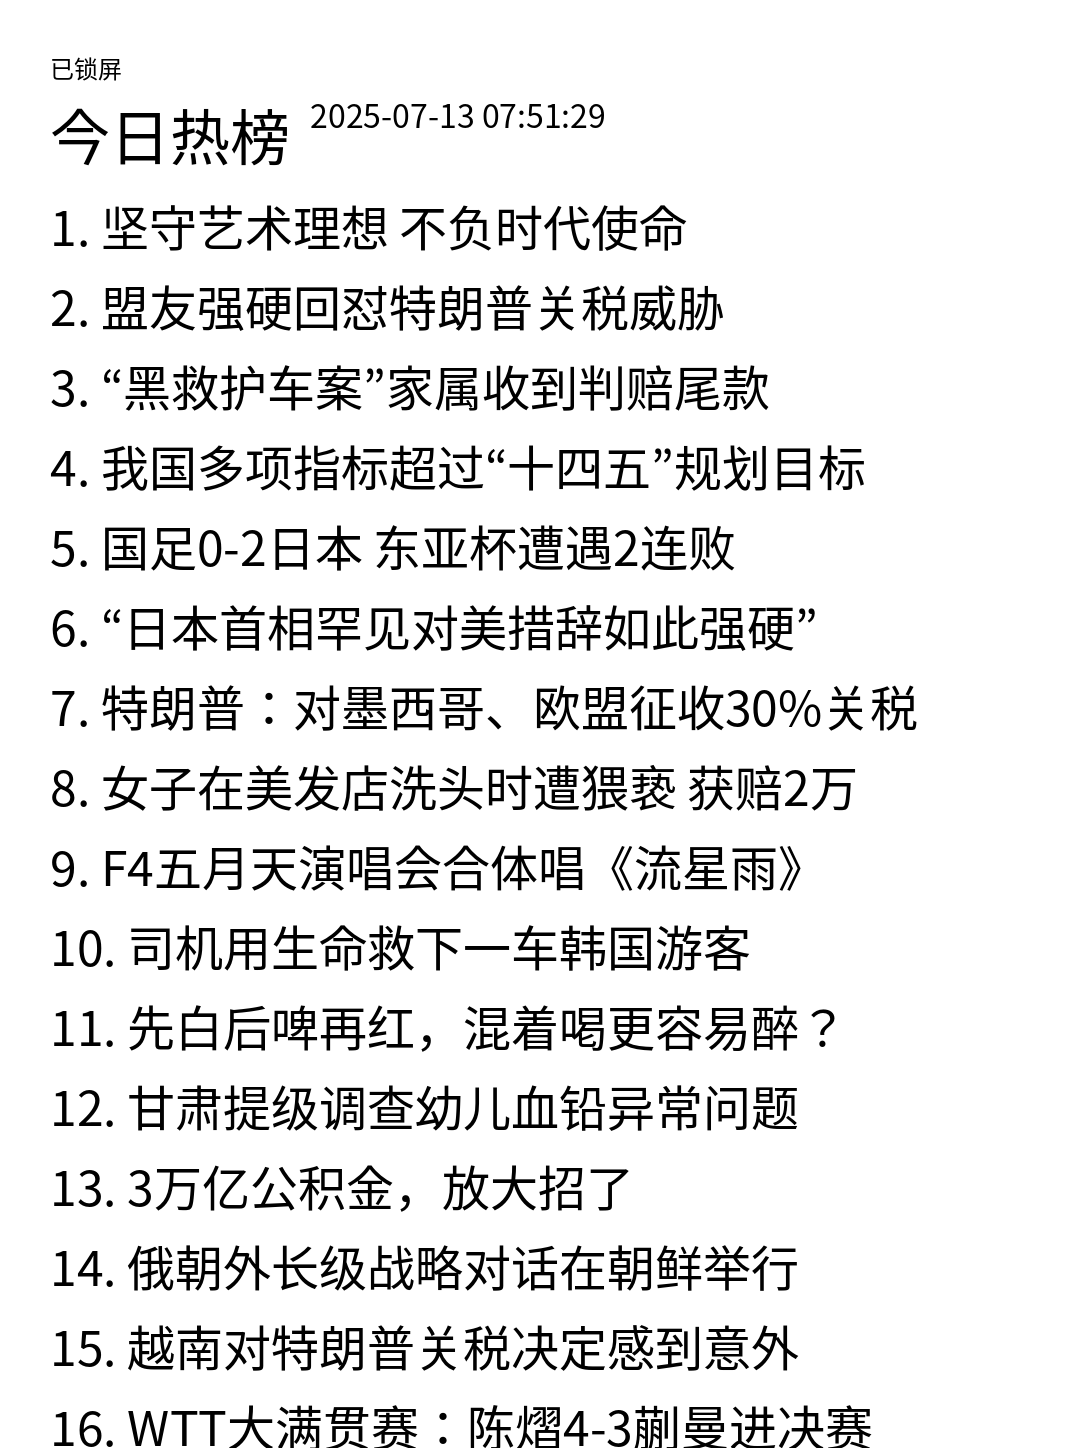 已锁屏
今日热榜 2025-07-13 07:51:29
1. 坚守艺术理想 不负时代使命
2. 盟友强硬回怼特朗普关税威胁
3. “黑救护车案”家属收到判赔尾款
4. 我国多项指标超过“十四五”规划目标
5. 国足0-2日本 东亚杯遭遇2连败
6. “日本首相罕见对美措辞如此强硬”
7. 特朗普：对墨西哥、欧盟征收30%关税
8. 女子在美发店洗头时遭猥亵 获赔2万
9. F4五月天演唱会合体唱《流星雨》
10. 司机用生命救下一车韩国游客
11. 先白后啤再红，混着喝更容易醉？
12. 甘肃提级调查幼儿血铅异常问题
13. 3万亿公积金，放大招了
14. 俄朝外长级战略对话在朝鲜举行
15. 越南对特朗普关税决定感到意外
16. WTT大满贯赛：陈熠4-3蒯曼进决赛